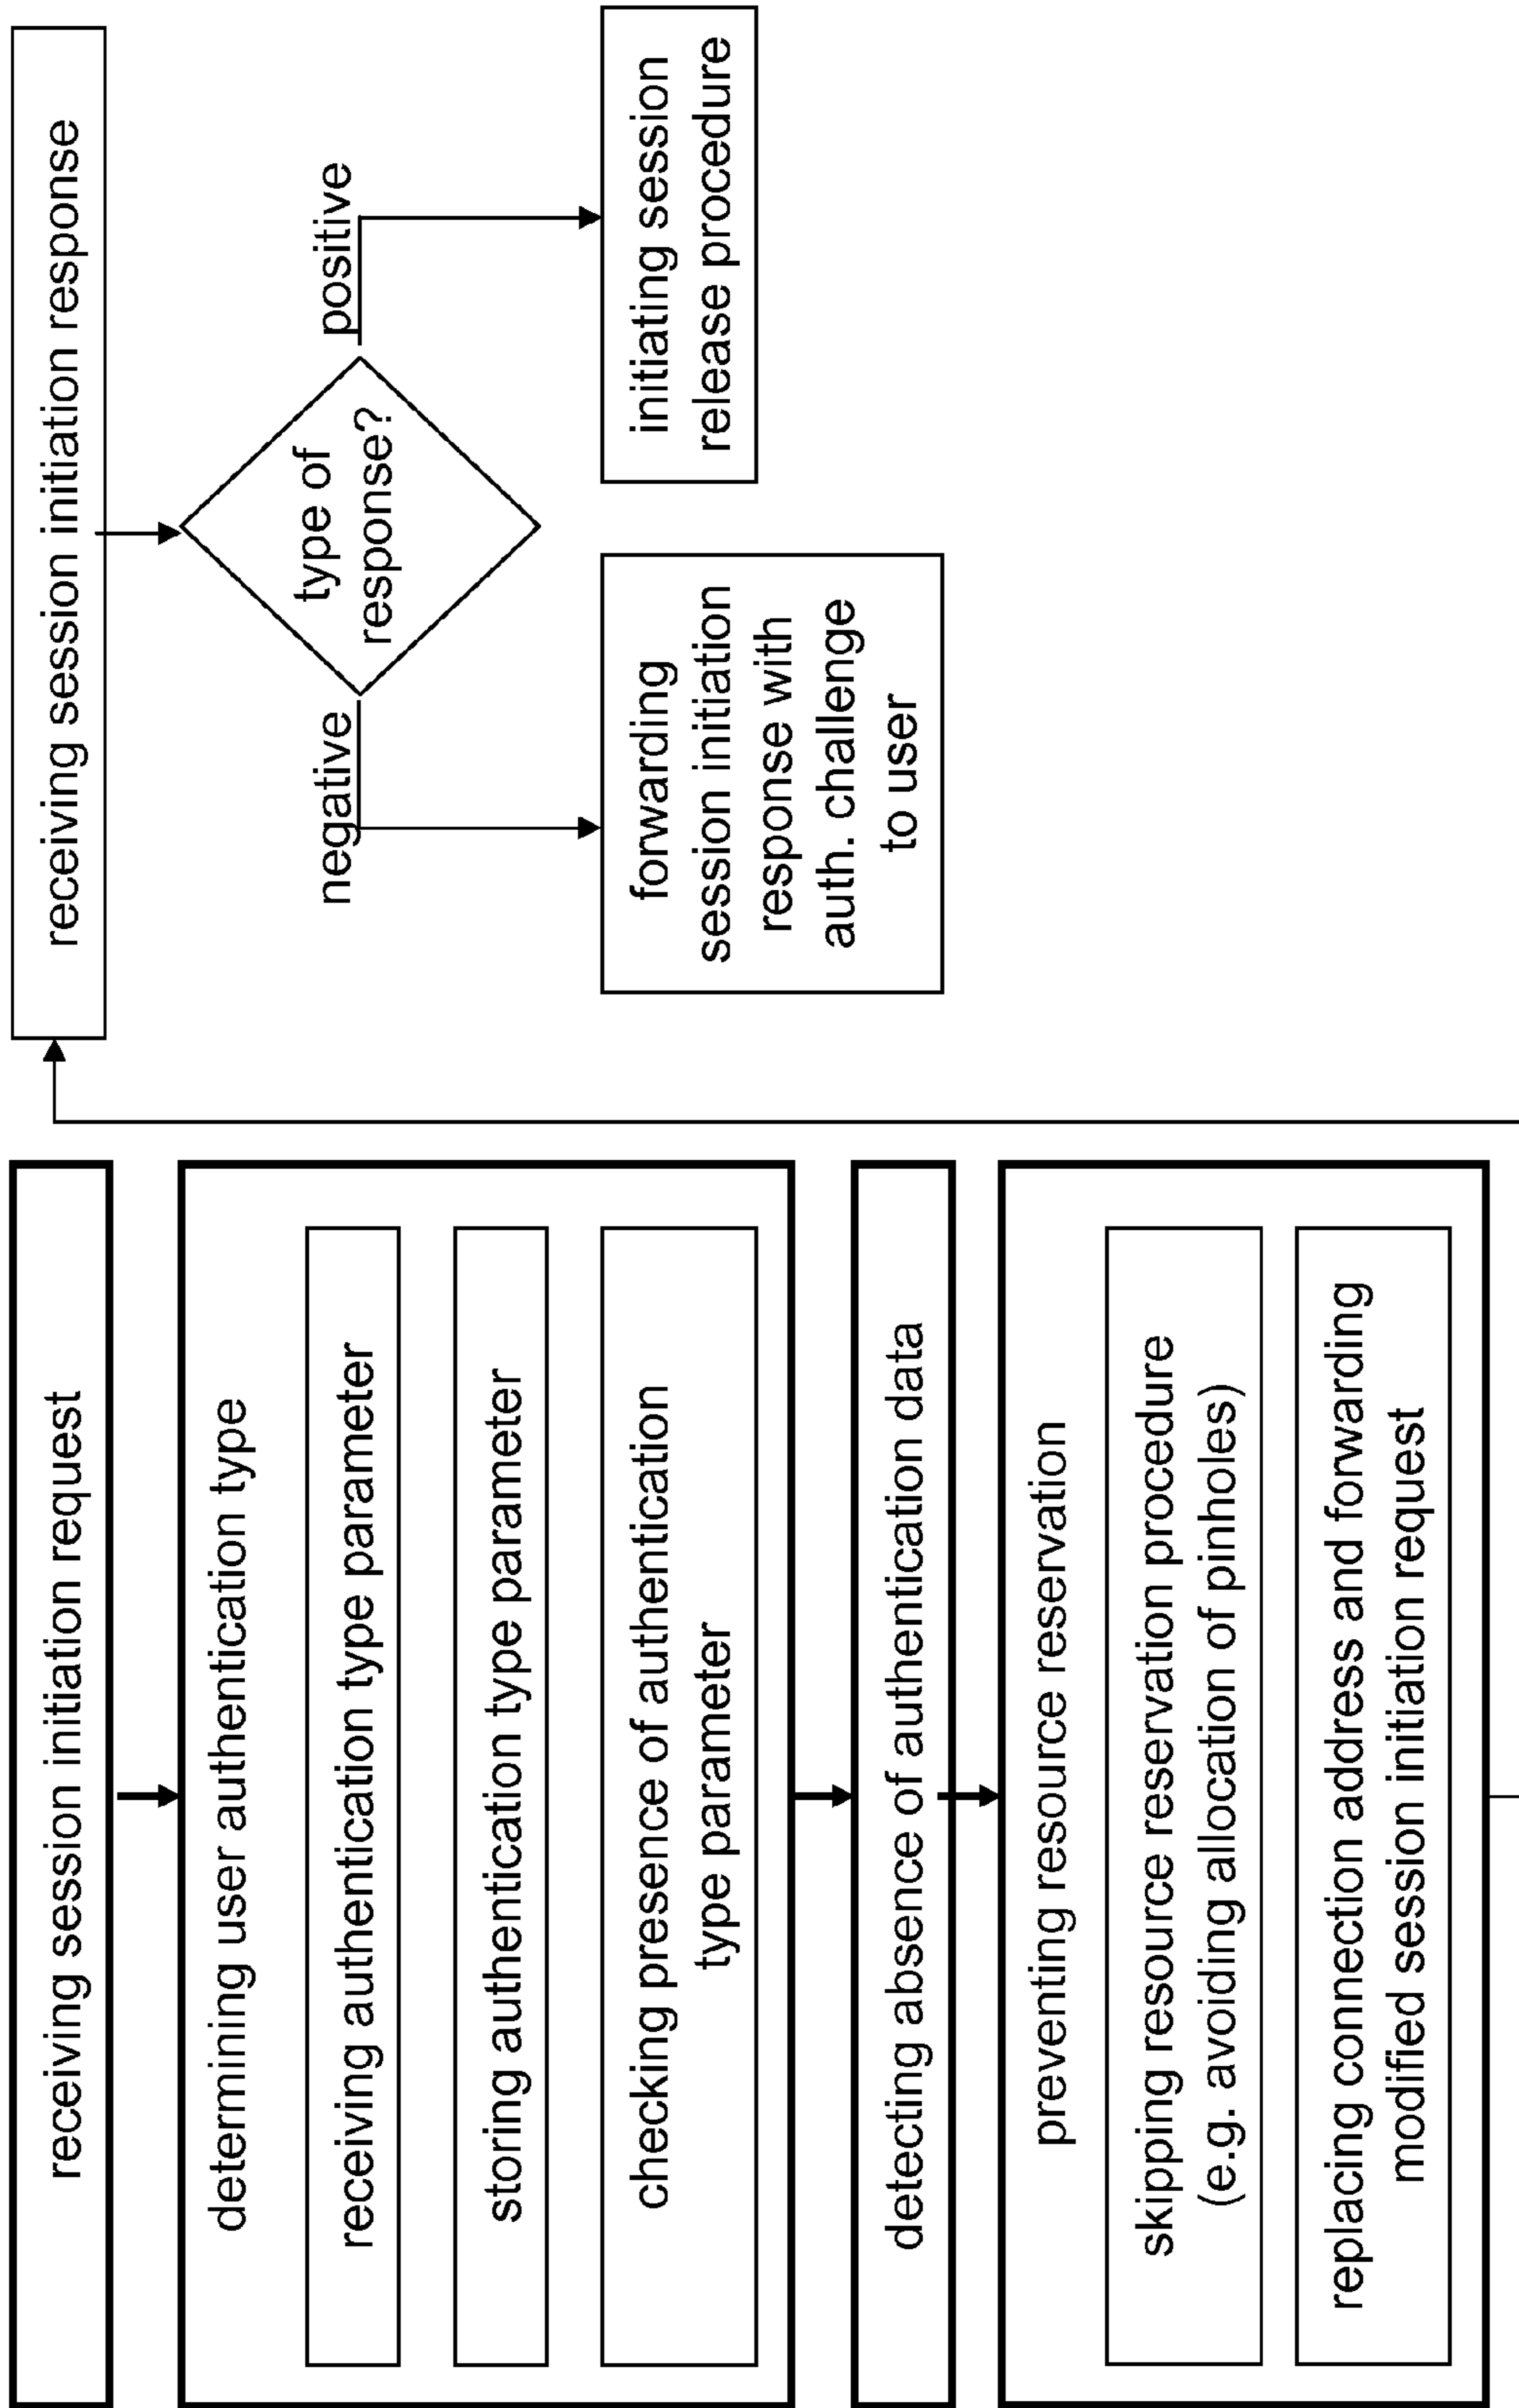 receiving session initiation request
determining user authentication type
receiving authentication type parameter
storing authentication type parameter
checking presence of authentication
type parameter
detecting absence of authentication data
preventing resource reservation
skipping resource reservation procedure
(e.g. avoiding allocation of pinholes)
replacing connection address and forwarding
modified session initiation request
receiving session initiation response
type of
response?
negative
positive
forwarding
session initiation
response with
auth. challenge
to user
initiating session
release procedure